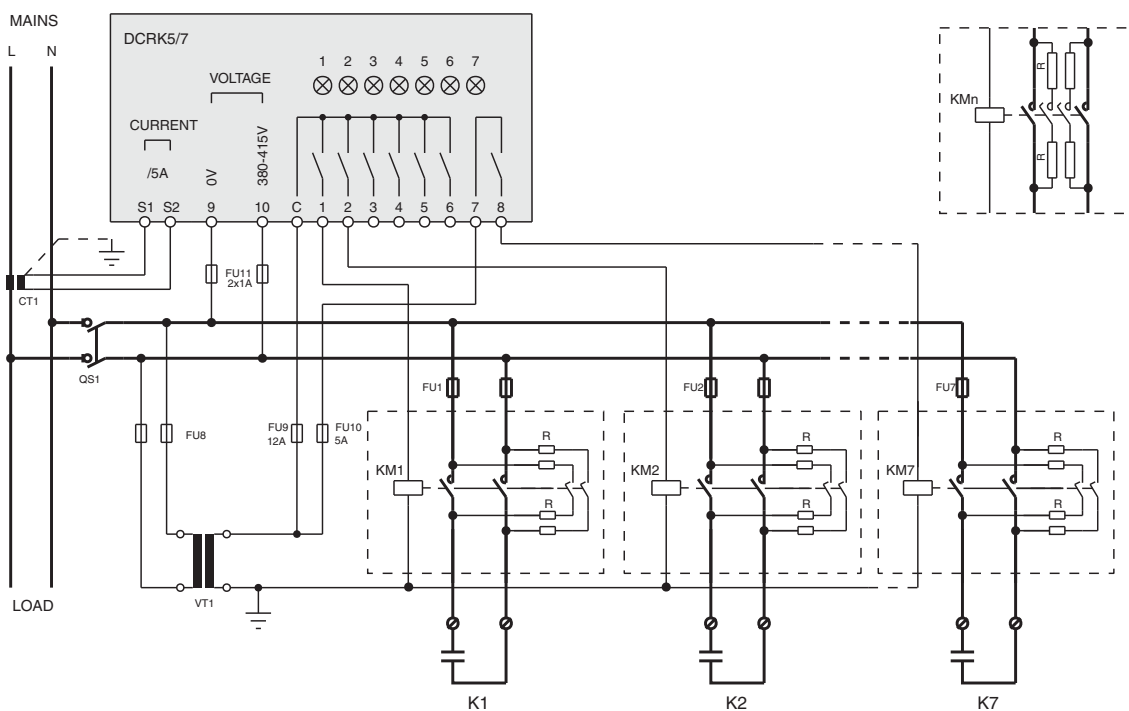 MAINS
L N
DCRK5/7
1 2 3 4 5 6 7
VOLTAGE
CURRENT
/5A
0V
380-415V
S1 S2 9 10 C 1 2 3 4 5 6 7 8
KMn
R
R
CT1
FU11
2x1A
QS1
FU1
FU2
FU7
FU8
FU9
12A
FU10
5A
R
R
R
KM1
KM2
KM7
R
R
R
VT1
LOAD
K1
K2
K7